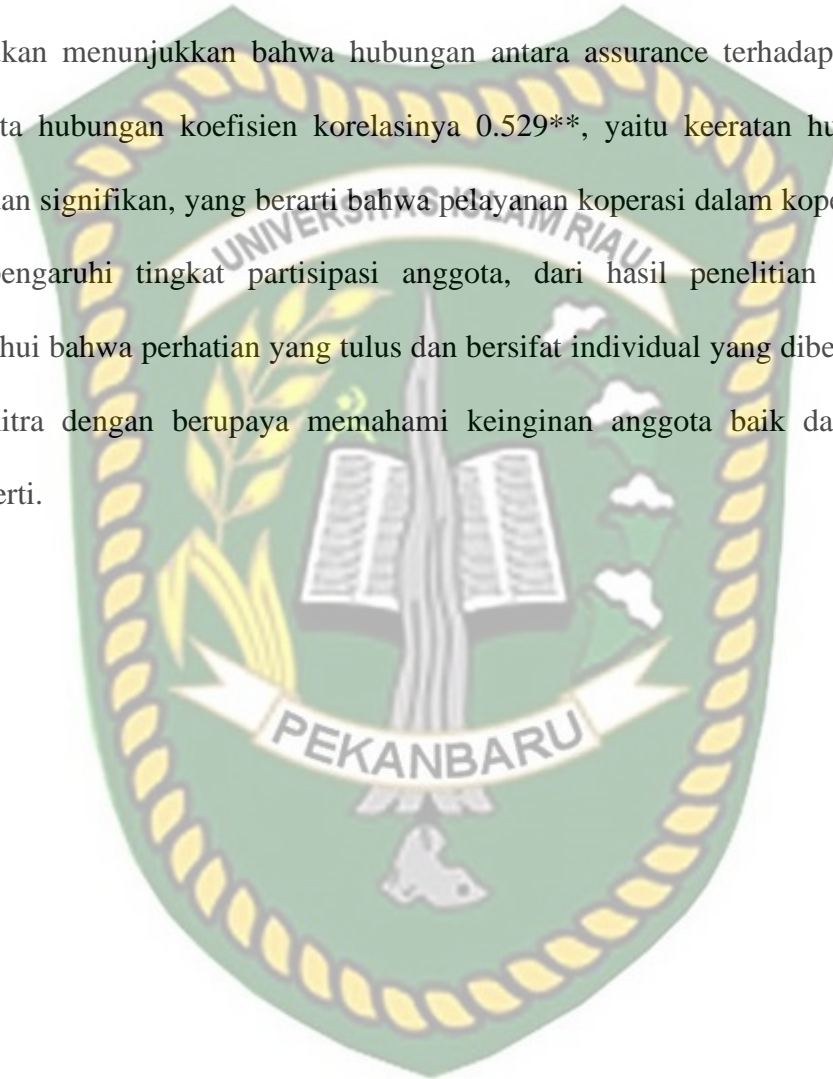 kan menunjukkan bahwa hubungan antara assurance terhadap
ta hubungan koefisien korelasinya 0.529**, yaitu keeratan hu
an signifikan, yang berarti bahwa pelayanan koperasi dalam kope
engaruhi tingkat partisipasi anggota, dari hasil penelitian
hui bahwa perhatian yang tulus dan bersifat individual yang dibe
itra dengan berupaya memahami keinginan anggota baik da
erti.
UNIVERSITAS ISLAM RIAU
PEKANBARU